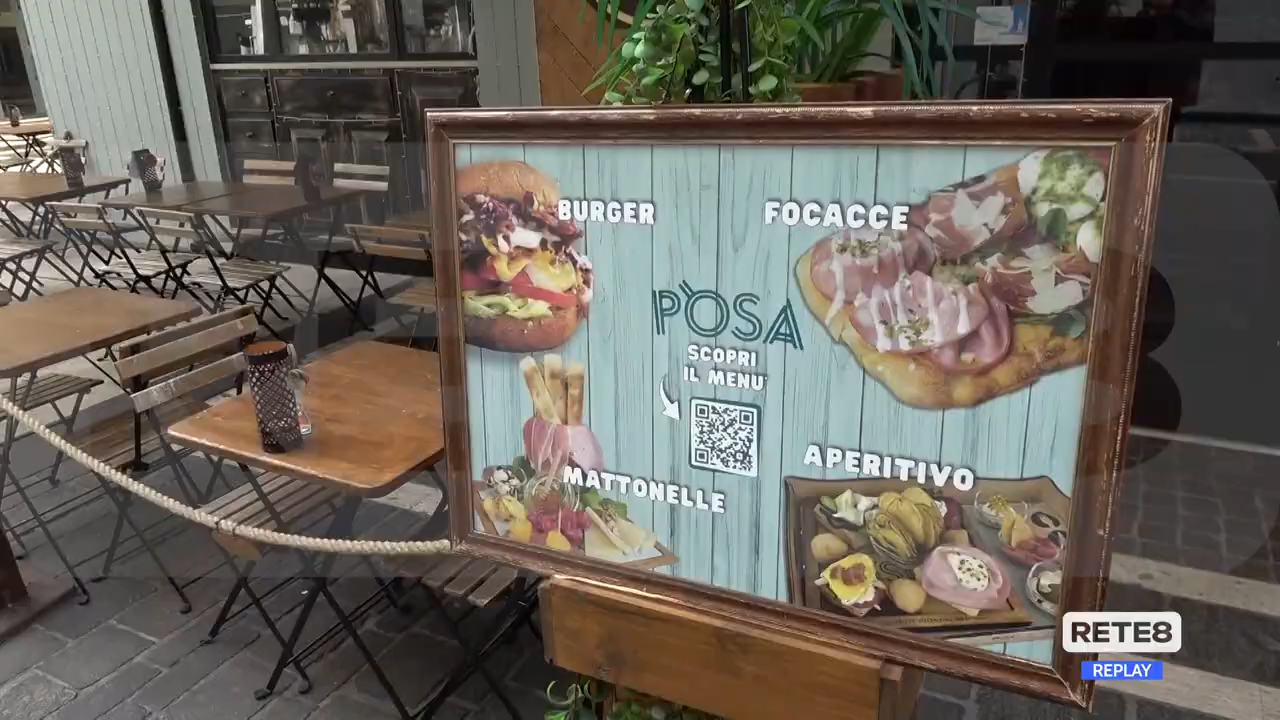 BURGER
FOCACCE
PÒSA
SCOPRI
IL MENU'
APERITIVO
MATTONELLE
RETE8
REPLAY